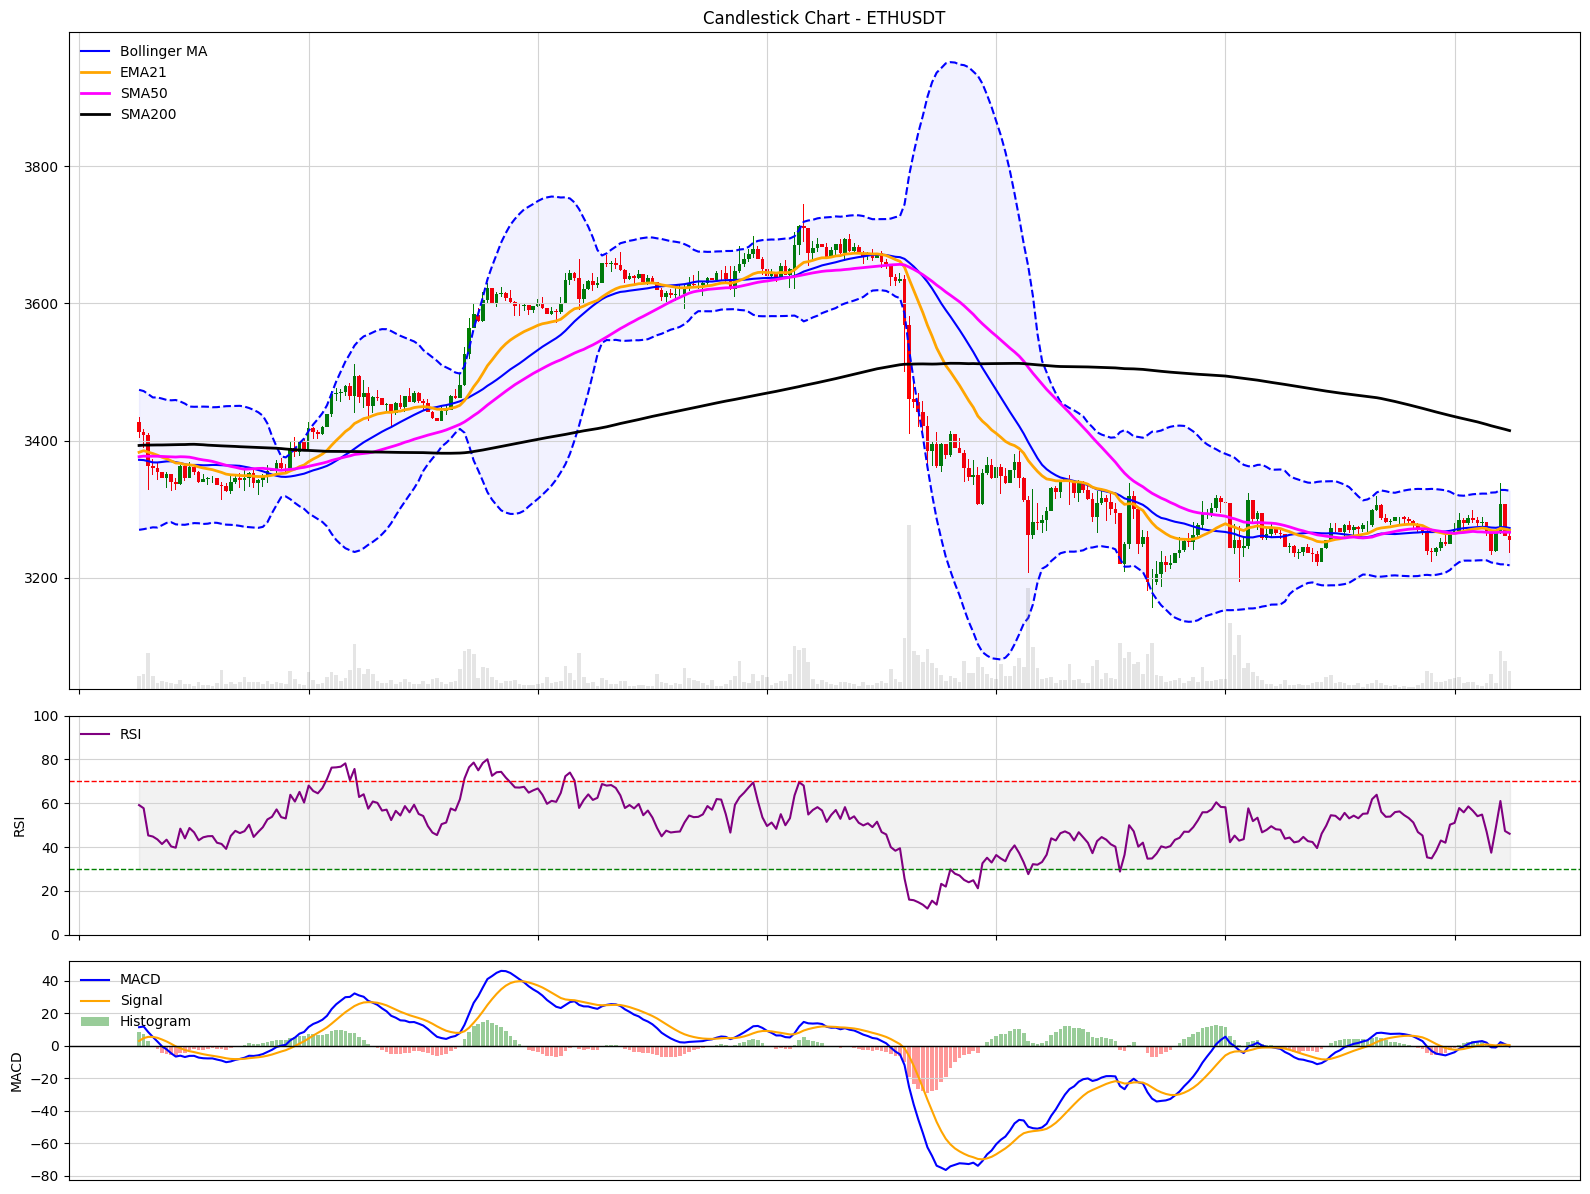 Candlestick Chart - ETHUSDT
Bollinger MA
EMA21
SMA50
SMA200
3800
3600
3400
3200
RSI
100
80
60
40
20
0
RSI
MACD
Signal
Histogram
40
20
0
−20
−40
−60
−80
MACD